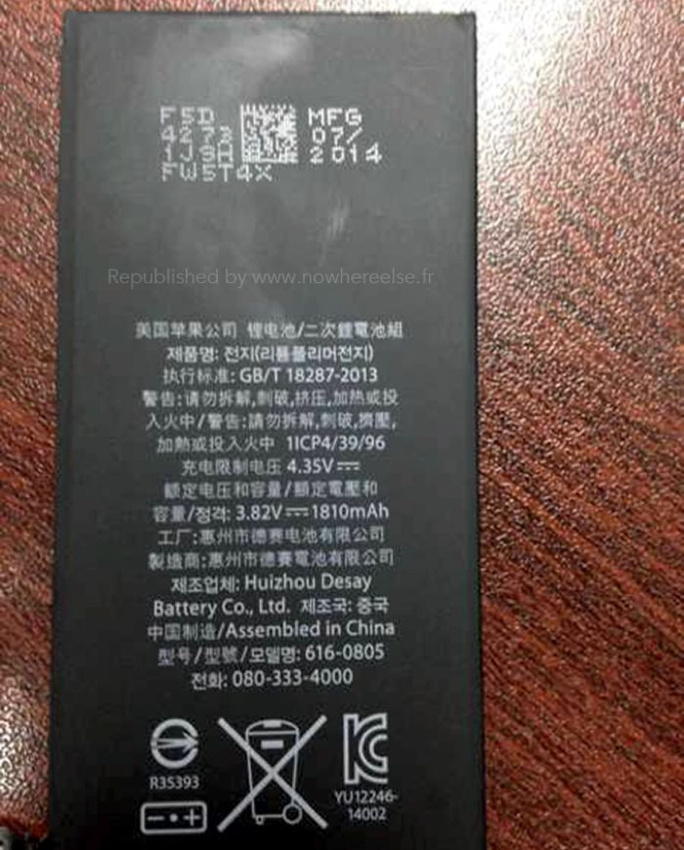 F5D
4273
1J9A
FW5T4X
MFG
07/
2014
Republished by www.nowhereelse.fr
美国苹果公司 锂电池/二次鋰電池組
제품명: 전지(리튬폴리머전지)
执行标准: GB/T 18287-2013
警告:请勿拆解,刺破,挤压,加热或投
入火中/警告:請勿拆解,刺破,擠壓,
加熱或投入火中 1ICP4/39/96
充电限制电压 4.35V⎓
额定电压和容量/額定電壓和
容量/정격: 3.82V⎓1810mAh
工厂:惠州市德赛电池有限公司
製造商:惠州市德賽電池有限公司
제조업체: Huizhou Desay
Battery Co., Ltd. 제조국: 중국
中国制造/Assembled in China
型号/型號/모델명: 616-0805
전화: 080-333-4000
R35393
YU12246-
14002